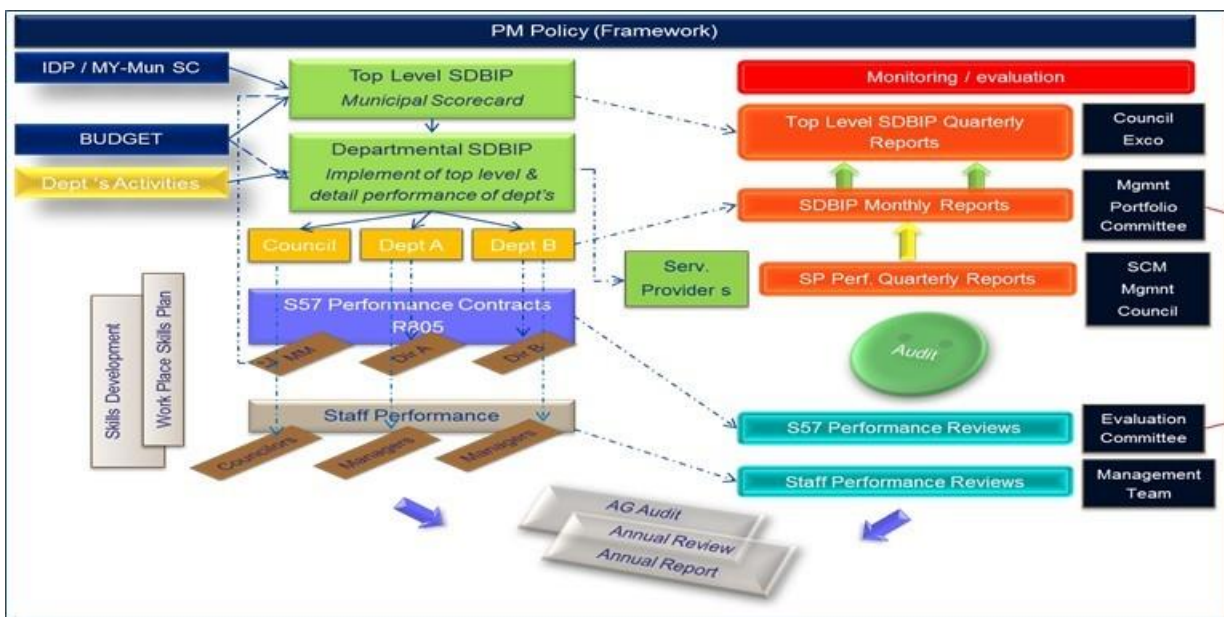 PM Policy (Framework)
IDP / MY-Mun SC
BUDGET
Dept 's Activities
Top Level SDBIP
Municipal Scorecard
Departmental SDBIP
Implement of top level &
detail performance of dept's
Council
Dept A
Dept B
Serv.
Provider s
S57 Performance Contracts
R805
MM
Dir A
Dir B
Staff Performance
Councilors
Managers
Managers
Skills Development
Work Place Skills Plan
Monitoring / evaluation
Top Level SDBIP Quarterly
Reports
SDBIP Monthly Reports
SP Perf. Quarterly Reports
Audit
S57 Performance Reviews
Staff Performance Reviews
Council
Exco
Mgmnt
Portfolio
Committee
SCM
Mgmnt
Council
Evaluation
Committee
Management
Team
AG Audit
Annual Review
Annual Report